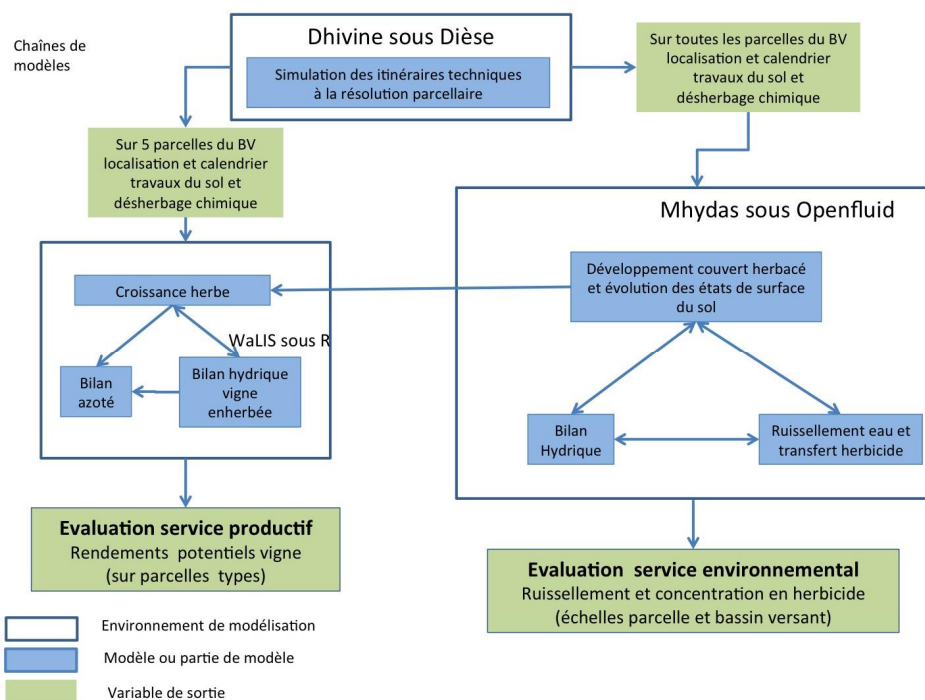 Chaînes de
modèles
Dhivine sous Dièse
Simulation des itinéraires techniques
à la résolution parcellaire
Sur toutes les parcelles du BV
localisation et calendrier
travaux du sol et
désherbage chimique
Sur 5 parcelles du BV
localisation et calendrier
travaux du sol et
désherbage chimique
Mhydas sous Openfluid
Croissance herbe
WaLIS sous R
Bilan
azoté
Bilan hydrique
vigne
enherbée
Développement couvert herbacé
et évolution des états de surface
du sol
Bilan
Hydrique
Ruissellement eau et
transfert herbicide
Evaluation service productif
Rendements potentiels vigne
(sur parcelles types)
Evaluation service environmental
Ruissellement et concentration en herbicide
(échelles parcelle et bassin versant)
Environnement de modélisation
Modèle ou partie de modèle
Variable de sortie